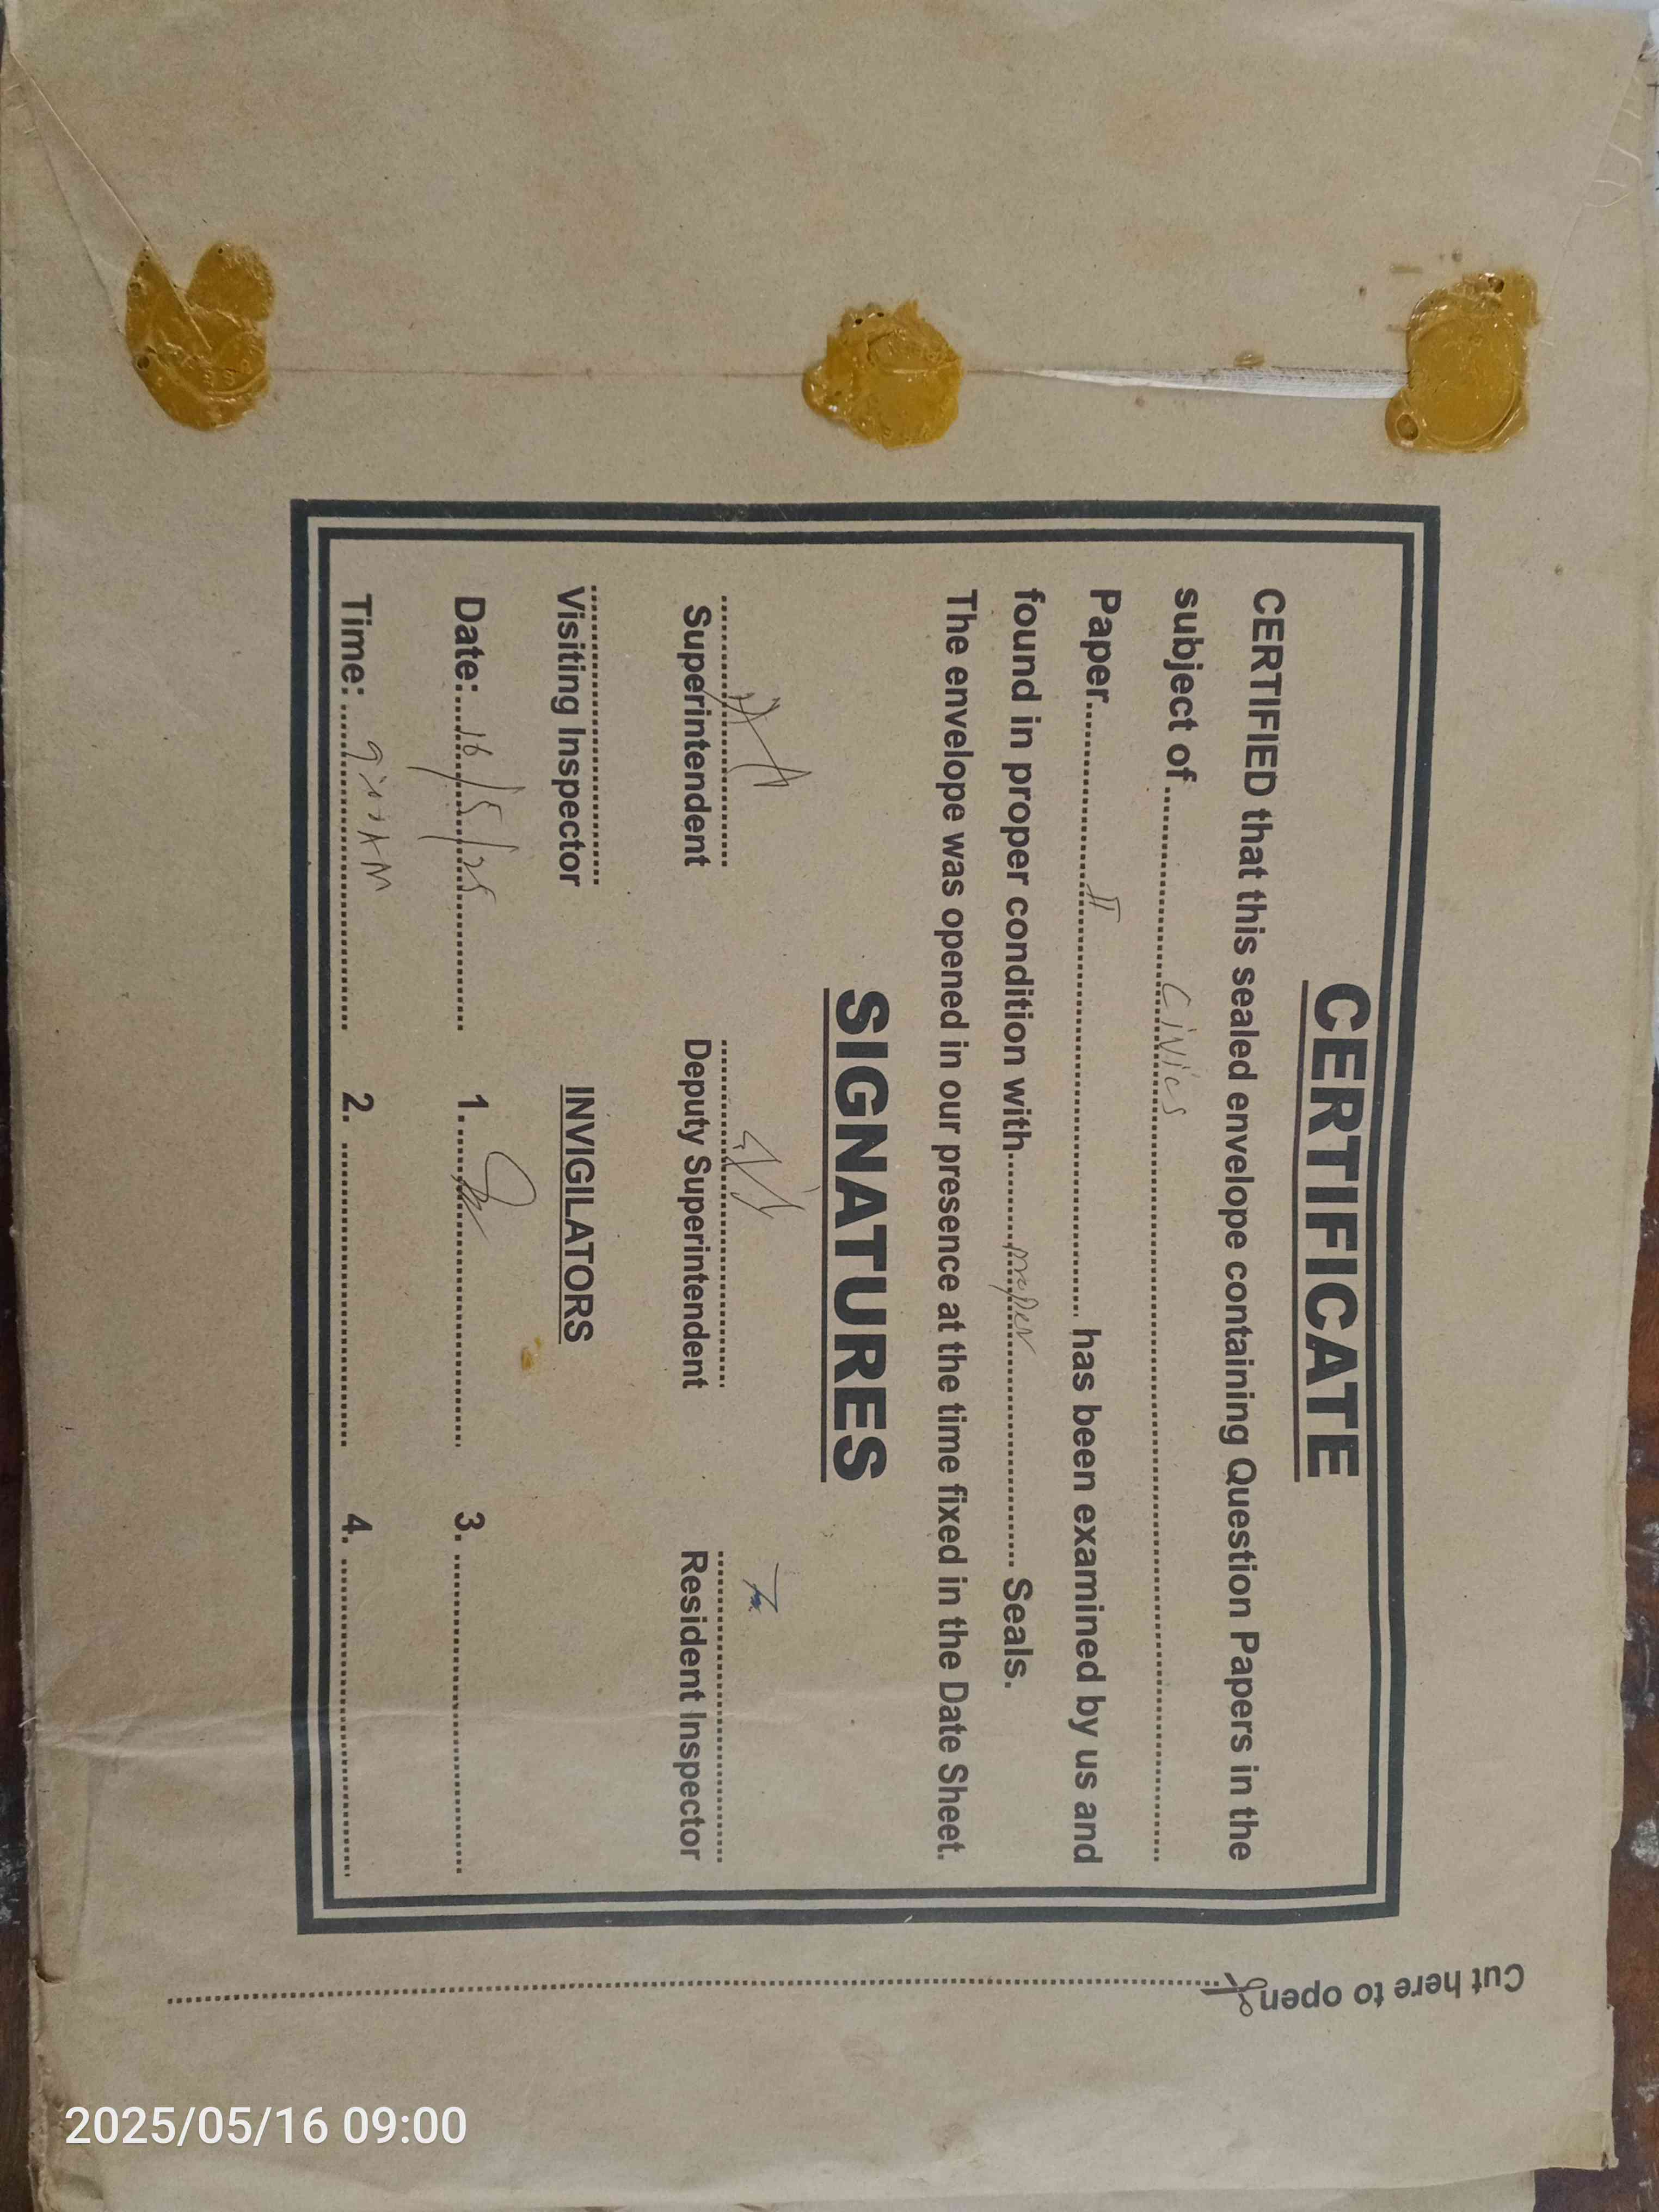 CERTIFICATE
CERTIFIED that this sealed envelope containing Question Papers in the
subject of.......Civics.......
Paper.......II....... has been examined by us and
found in proper condition with.......proper....... Seals.
The envelope was opened in our presence at the time fixed in the Date Sheet.
SIGNATURES
Superintendent Deputy Superintendent Resident Inspector
Visiting Inspector INVIGILATORS
Date:....16/5/25.... 1. 3.
Time:....9:00 AM.... 2. 4.
Cut here to open
2025/05/16 09:00